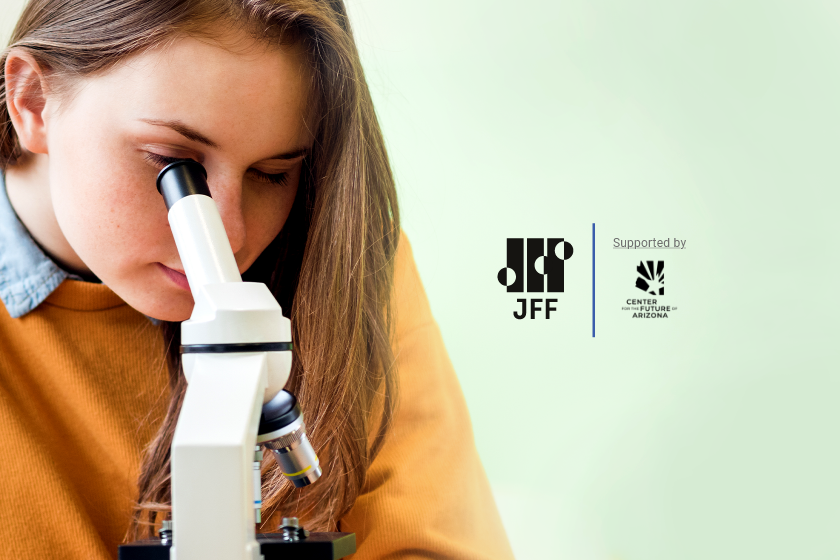 JFF
Supported by
CENTER
FOR THE FUTURE OF
ARIZONA